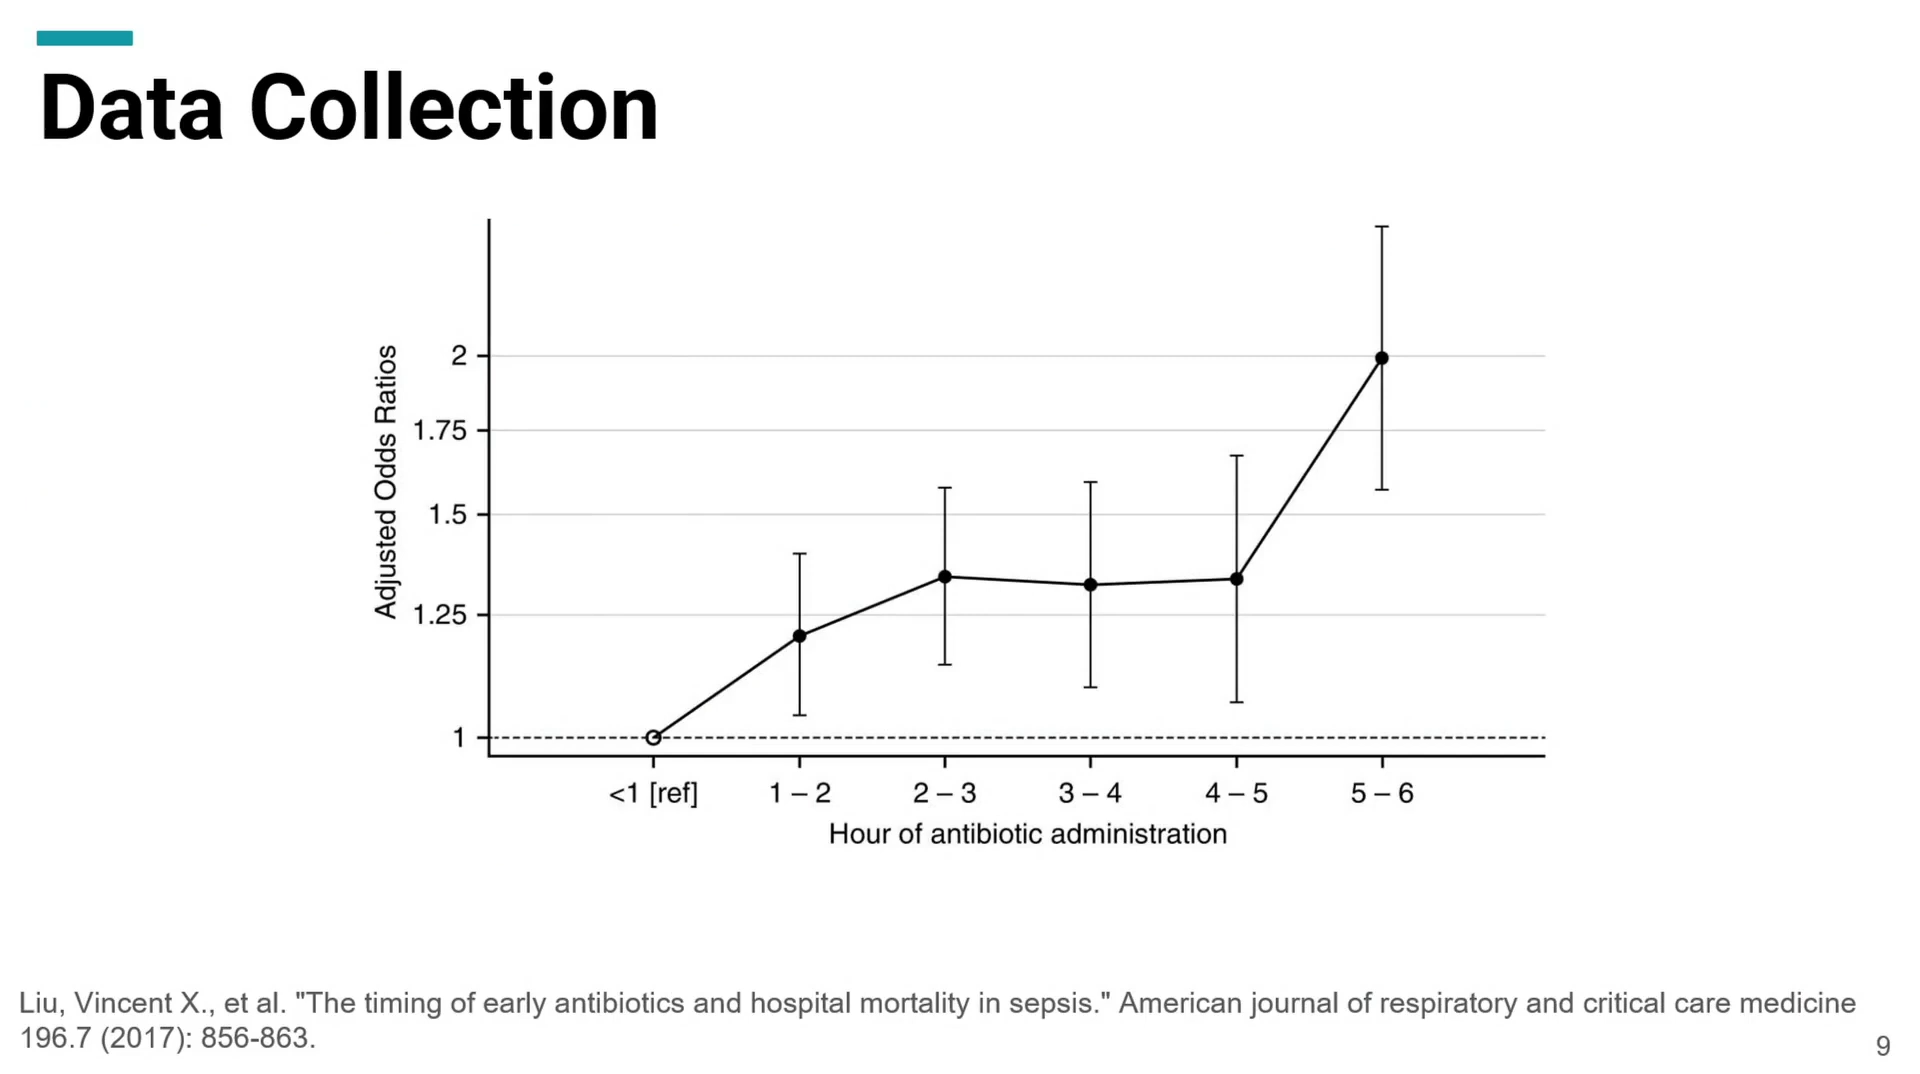 Data Collection
Adjusted Odds Ratios
2
1.75
1.5
1.25
1
<1 [ref]
1 – 2
2 – 3
3 – 4
4 – 5
5 – 6
Hour of antibiotic administration
Liu, Vincent X., et al. "The timing of early antibiotics and hospital mortality in sepsis." American journal of respiratory and critical care medicine
196.7 (2017): 856-863.
9